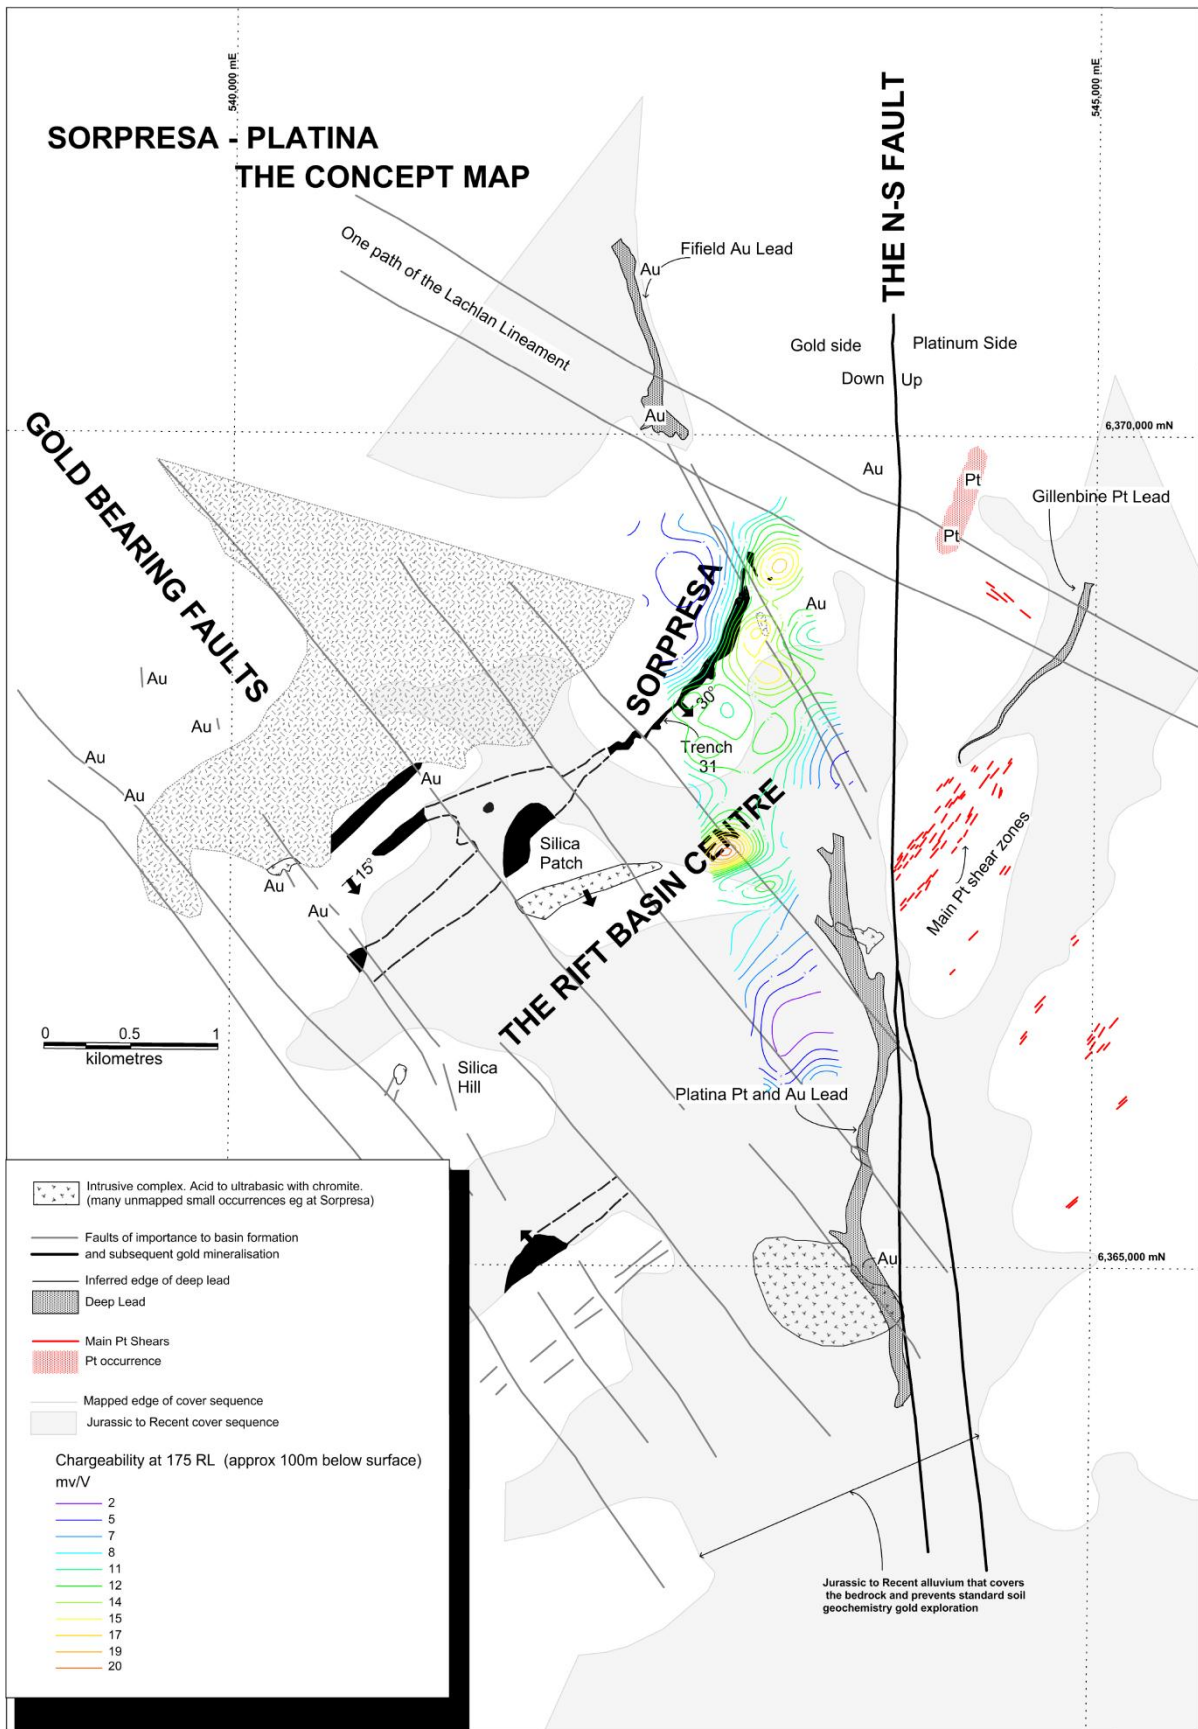 540,000 mE
545,000 mE
SORPRESA - PLATINA
THE CONCEPT MAP
THE N-S FAULT
One path of the Lachlan Lineament
Fifield Au Lead
Au
Gold side
Platinum Side
Down
Up
Au
6,370,000 mN
GOLD BEARING FAULTS
Au
Pt
Gillenbine Pt Lead
Pt
SORPRESA
Au
Au
30°
Au
Trench
31
Au
Au
Au
Silica
Patch
15°
Au
Au
Main Pt shear zones
THE RIFT BASIN CENTRE
0 0.5 1
kilometres
Silica
Hill
Platina Pt and Au Lead
Au
6,365,000 mN
Intrusive complex. Acid to ultrabasic with chromite.
(many unmapped small occurrences eg at Sorpresa)
Faults of importance to basin formation
and subsequent gold mineralisation
Inferred edge of deep lead
Deep Lead
Main Pt Shears
Pt occurrence
Mapped edge of cover sequence
Jurassic to Recent cover sequence
Chargeability at 175 RL (approx 100m below surface)
mv/V
2
5
7
8
11
12
14
15
17
19
20
Jurassic to Recent alluvium that covers
the bedrock and prevents standard soil
geochemistry gold exploration